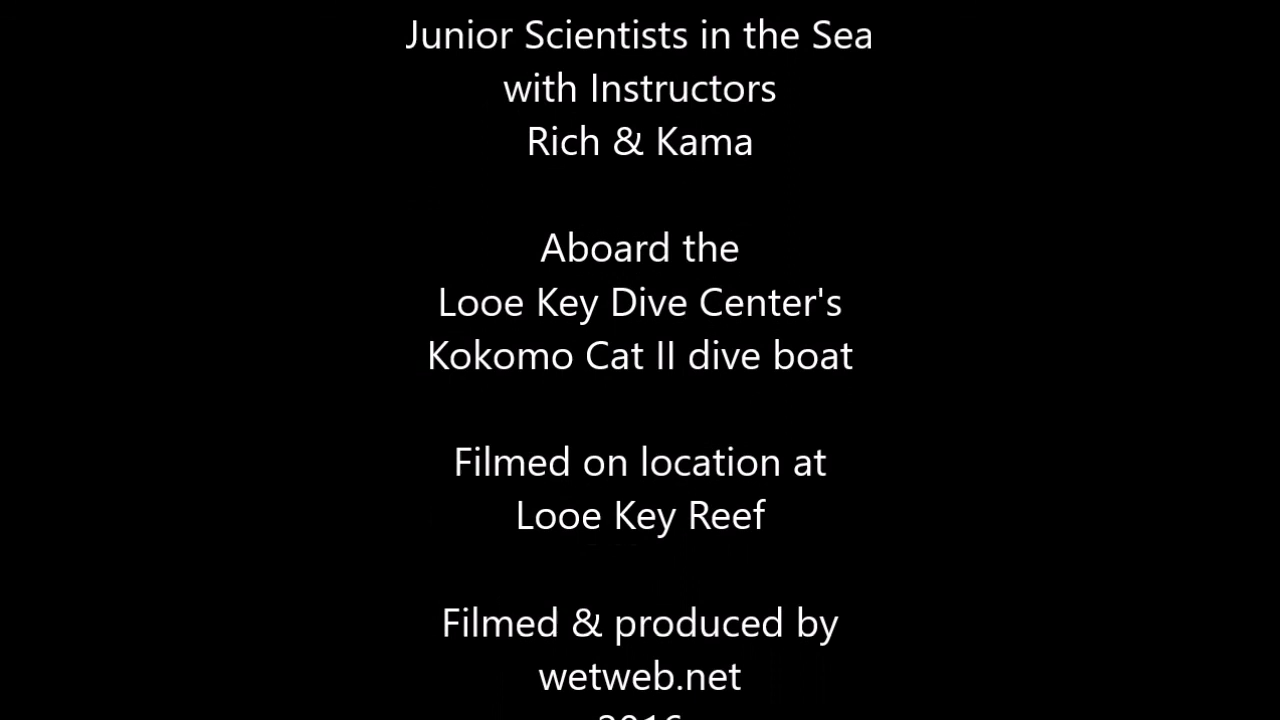 Junior Scientists in the Sea
with Instructors
Rich & Kama
Aboard the
Looe Key Dive Center's
Kokomo Cat II dive boat
Filmed on location at
Looe Key Reef
Filmed & produced by
wetweb.net
2016